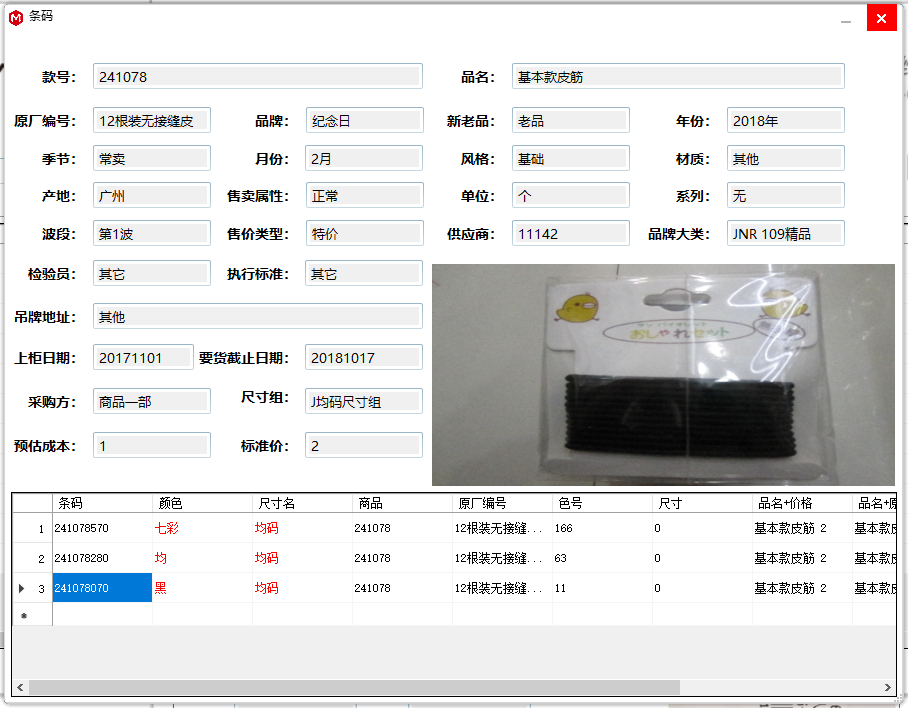 条码
款号： 241078 品名： 基本款皮筋
原厂编号： 12根装无接缝皮 品牌： 纪念日 新老品： 老品 年份： 2018年
季节： 常卖 月份： 2月 风格： 基础 材质： 其他
产地： 广州 售卖属性： 正常 单位： 个 系列： 无
波段： 第1波 售价类型： 特价 供应商： 11142 品牌大类： JNR 109精品
检验员： 其它 执行标准： 其它
吊牌地址： 其他
おしゃれセット
上柜日期： 20171101 要货截止日期： 20181017
采购方： 商品一部 尺寸组： J均码尺寸组
预估成本： 1 标准价： 2
条码 颜色 尺寸名 商品 原厂编号 色号 尺寸 品名+价格 品名+原
1 241078570 七彩 均码 241078 12根装无接缝... 166 0 基本款皮筋 2 基本款皮
2 241078280 均 均码 241078 12根装无接缝... 63 0 基本款皮筋 2 基本款皮
3 241078070 黑 均码 241078 12根装无接缝... 11 0 基本款皮筋 2 基本款皮